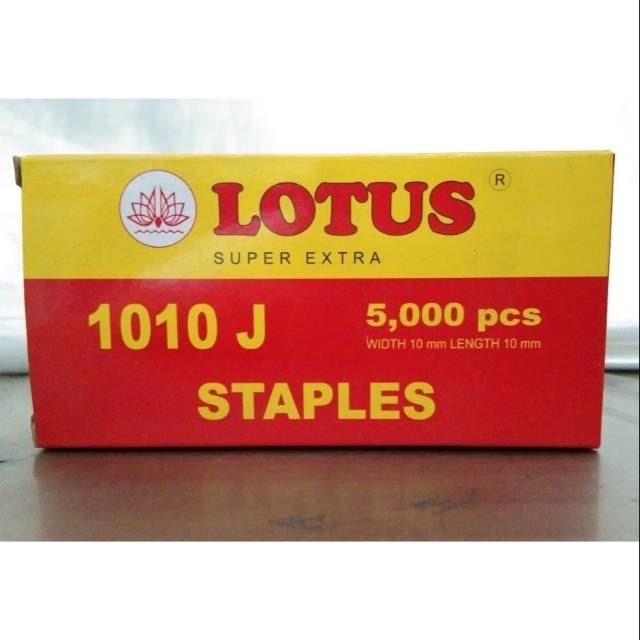 LOTUS ®
SUPER EXTRA
1010 J
5,000 pcs
WIDTH 10 mm LENGTH 10 mm
STAPLES